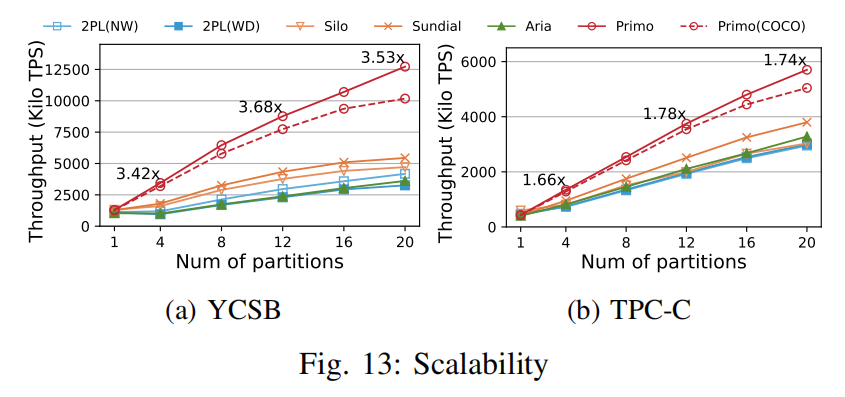 2PL(NW) 2PL(WD) Silo Sundial Aria Primo Primo(COCO)
Throughput (Kilo TPS)
12500
10000
7500
5000
2500
0
3.42x
3.68x
3.53x
1 4 8 12 16 20
Num of partitions
(a) YCSB
Throughput (Kilo TPS)
6000
4000
2000
0
1.66x
1.78x
1.74x
1 4 8 12 16 20
Num of partitions
(b) TPC-C
Fig. 13: Scalability